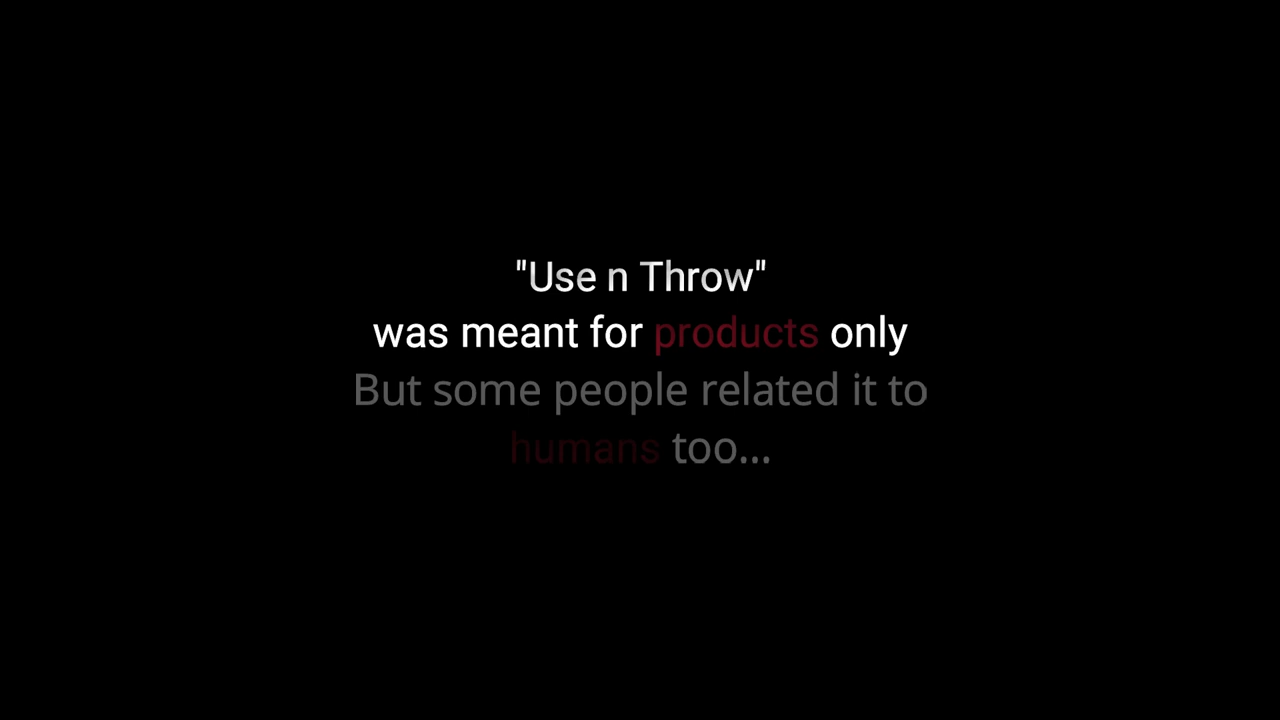 "Use n Throw"
was meant for products only
But some people related it to
humans too...